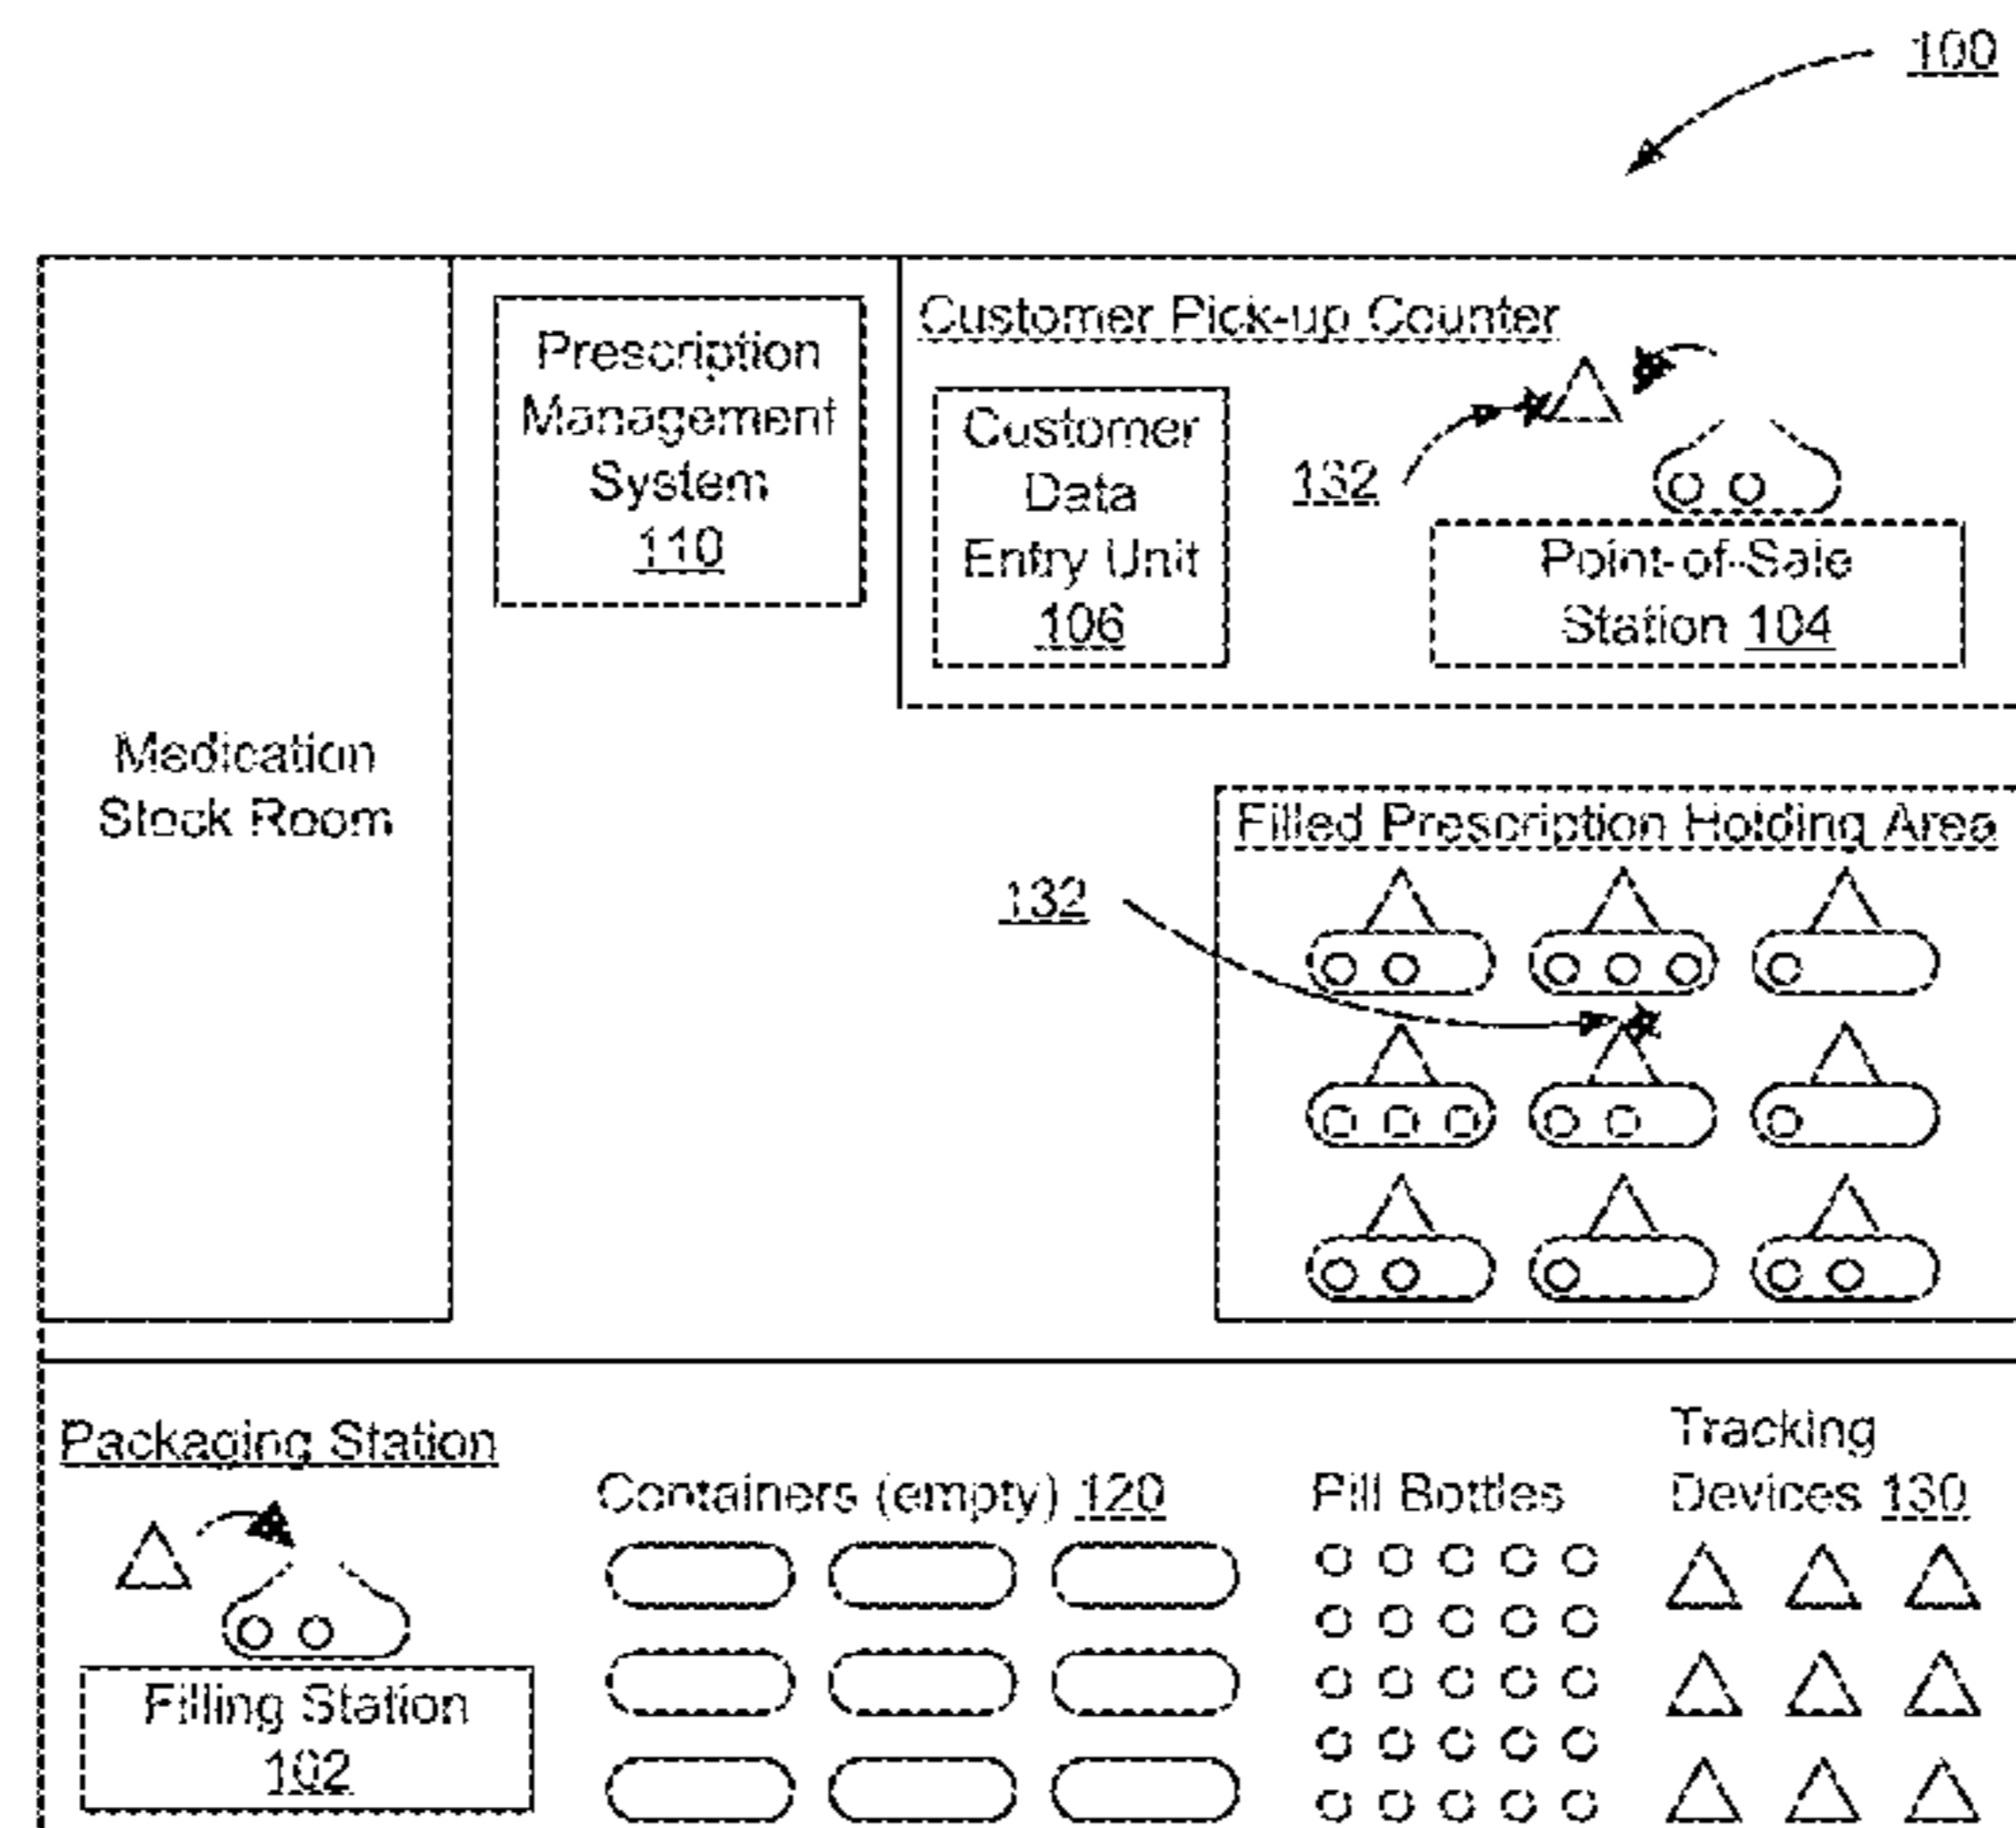 100
Prescription
Management
System
110
Customer Pick-up Counter
Customer
Data
Entry Unit
106
132
Point-of-Sale
Station 104
Medication
Stock Room
Filled Prescription Holding Area
132
Packaging Station
Filling Station
102
Containers (empty) 120
Pill Bottles
Tracking
Devices 130